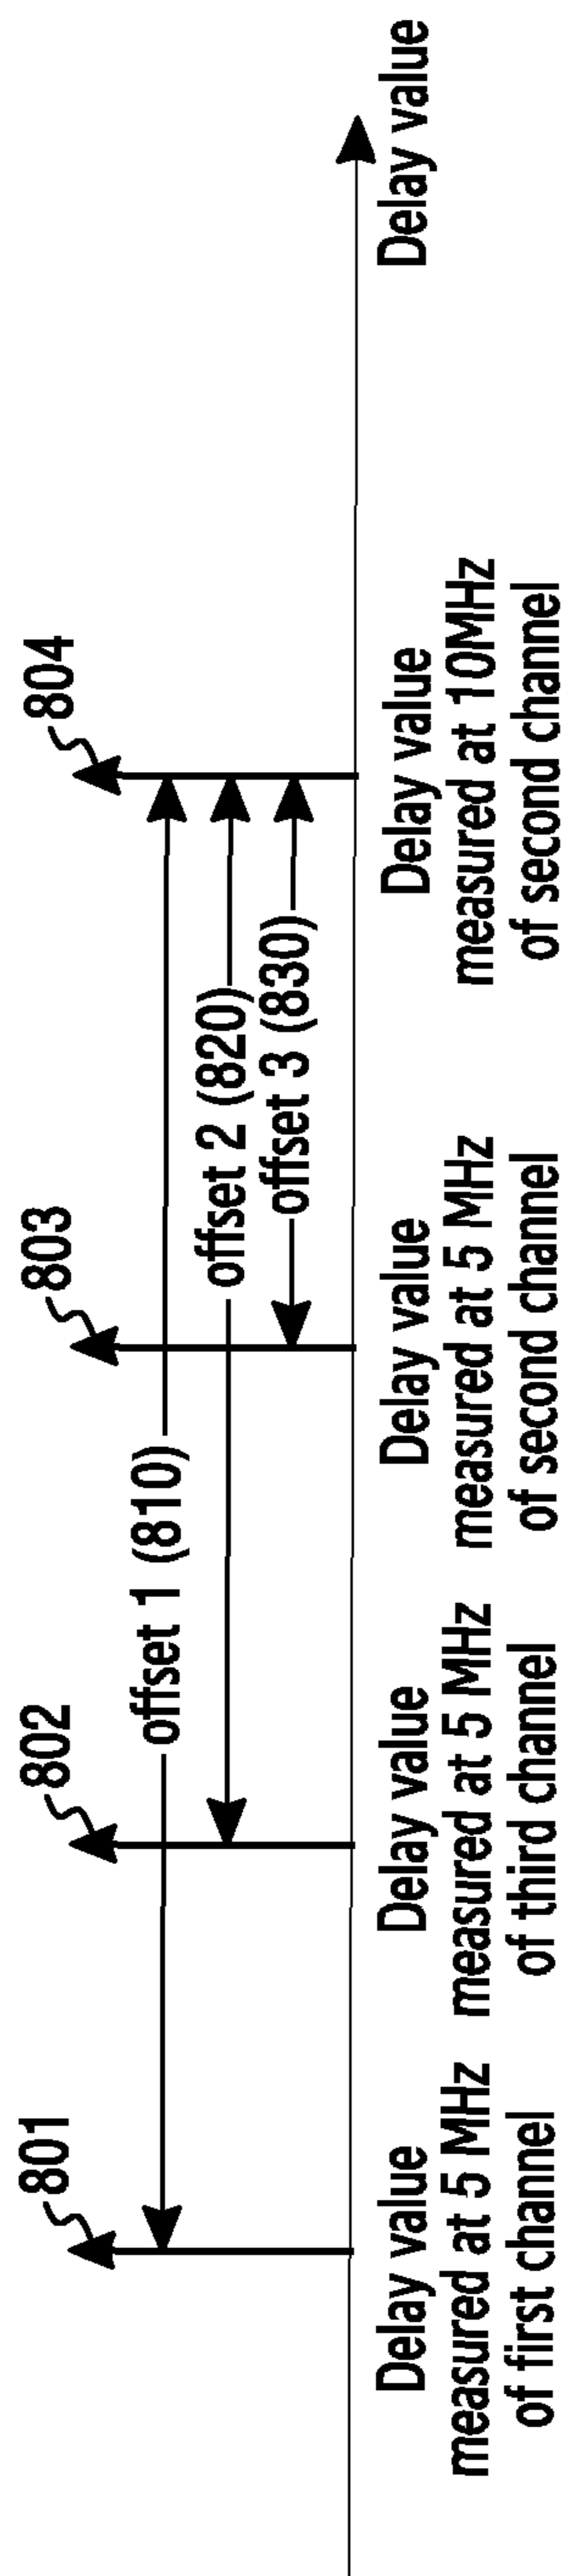 801
802
803
804
offset 1 (810)
offset 2 (820)
offset 3 (830)
Delay value
measured at 5 MHz
of first channel
Delay value
measured at 5 MHz
of third channel
Delay value
measured at 5 MHz
of second channel
Delay value
measured at 10MHz
of second channel
Delay value